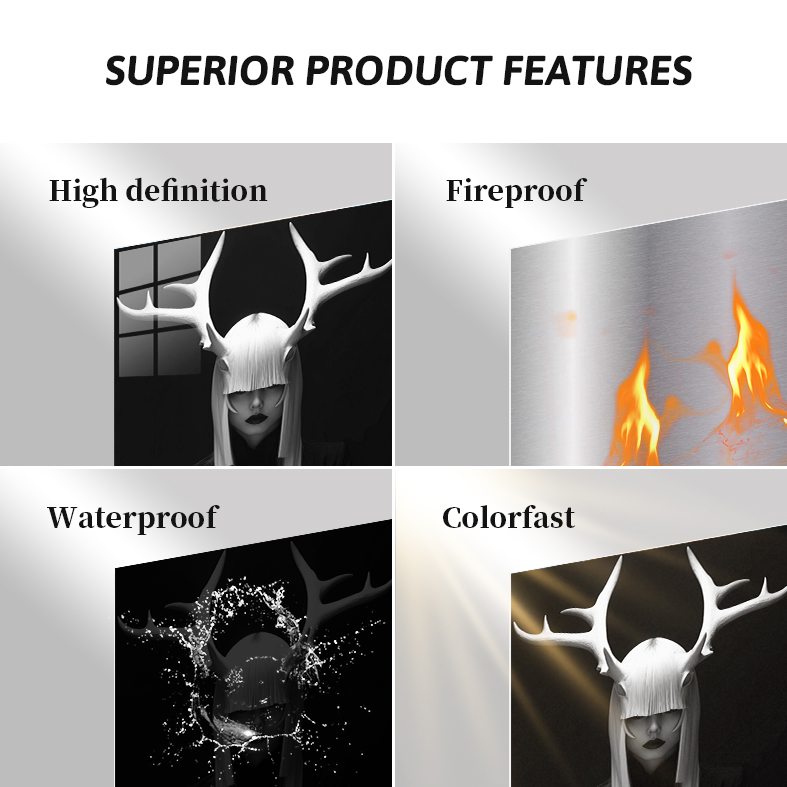 SUPERIOR PRODUCT FEATURES
High definition
Fireproof
Waterproof
Colorfast